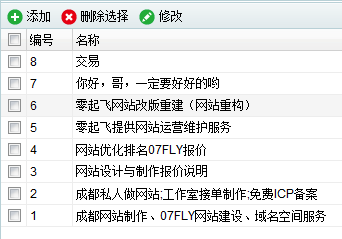 添加 删除选择 修改
编号 名称
8 交易
7 你好，哥，一定要好好的哟
6 零起飞网站改版重建（网站重构）
5 零起飞提供网站运营维护服务
4 网站优化排名07FLY报价
3 网站设计与制作报价说明
2 成都私人做网站;工作室接单制作;免费ICP备案
1 成都网站制作、07FLY网站建设、域名空间服务